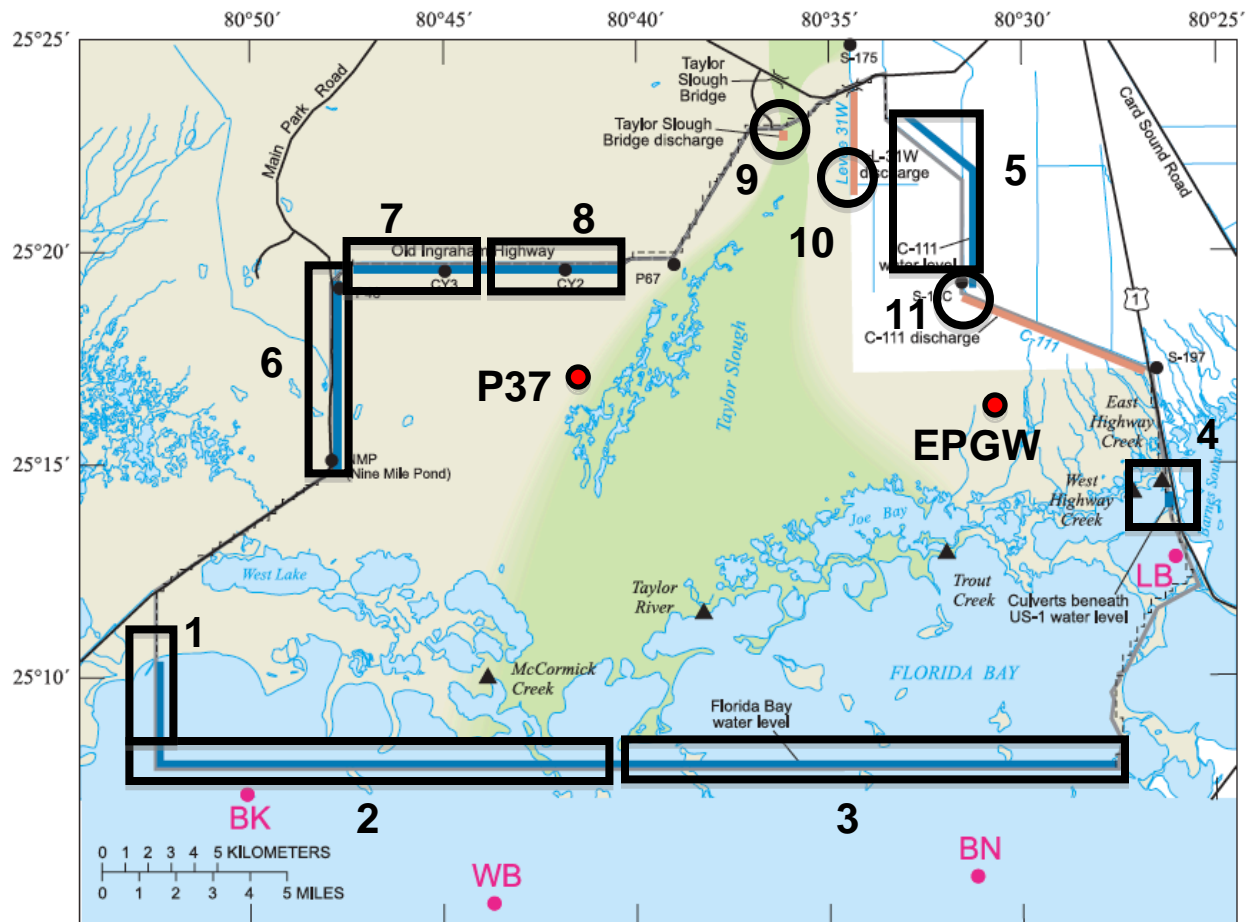 80°50′ 80°45′ 80°40′ 80°35′ 80°30′ 80°25′
25°25′
S-175
Taylor
Slough
Bridge
Main Park Road
Card Sound Road
Taylor Slough
Bridge discharge
Levee 31W
L-31W
discharge
5
9
10
7
8
Old Ingraham Highway
C-111
water level
25°20′
CY3
CY2
P67
11
C-111 discharge
C-111
1
S-197
6
P37
Taylor Slough
EPGW
East
Highway
Creek
4
25°15′
NMP
(Nine Mile Pond)
West
Highway
Creek
Barnes Sound
Joe Bay
West Lake
LB
Taylor
River
Trout
Creek
Culverts beneath
US-1 water level
1
25°10′
McCormick
Creek
FLORIDA BAY
Florida Bay
water level
BK
2
3
0 1 2 3 4 5 KILOMETERS
0 1 2 3 4 5 MILES
WB
BN